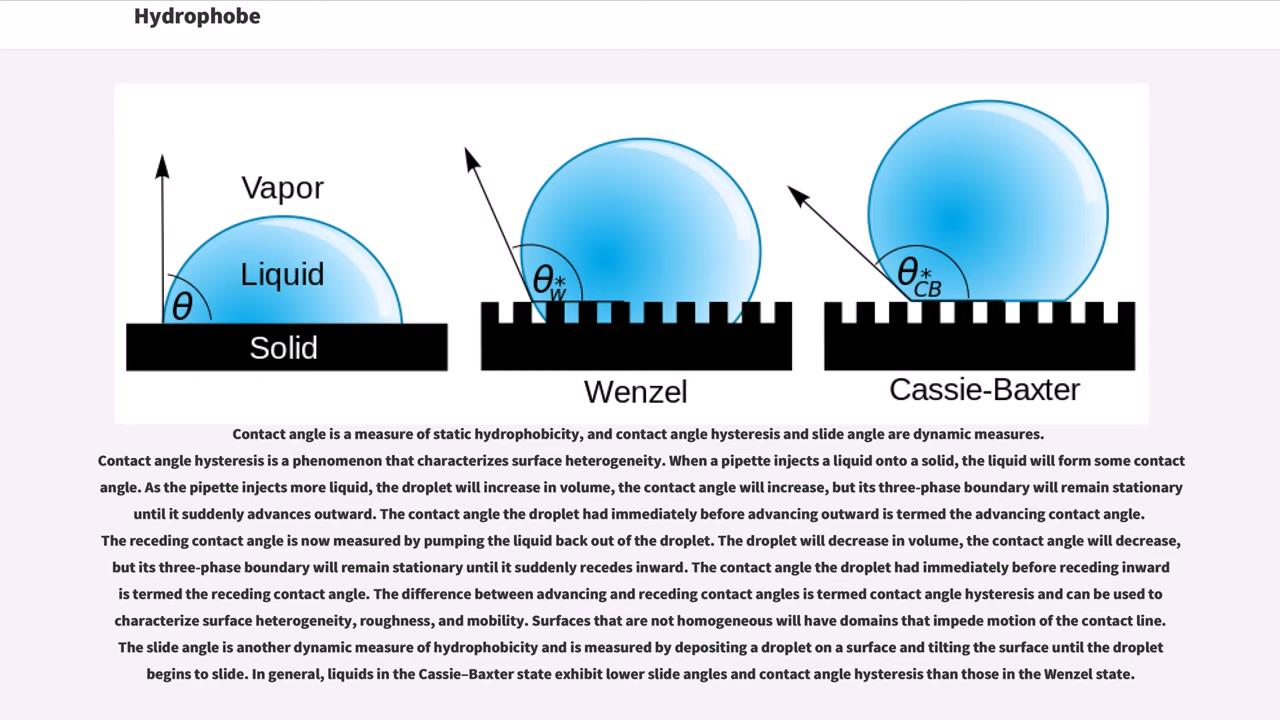 Hydrophobe
Vapor
Liquid
θ
Solid
θ*W
Wenzel
θ*CB
Cassie-Baxter
Contact angle is a measure of static hydrophobicity, and contact angle hysteresis and slide angle are dynamic measures.
Contact angle hysteresis is a phenomenon that characterizes surface heterogeneity. When a pipette injects a liquid onto a solid, the liquid will form some contact
angle. As the pipette injects more liquid, the droplet will increase in volume, the contact angle will increase, but its three-phase boundary will remain stationary
until it suddenly advances outward. The contact angle the droplet had immediately before advancing outward is termed the advancing contact angle.
The receding contact angle is now measured by pumping the liquid back out of the droplet. The droplet will decrease in volume, the contact angle will decrease,
but its three-phase boundary will remain stationary until it suddenly recedes inward. The contact angle the droplet had immediately before receding inward
is termed the receding contact angle. The difference between advancing and receding contact angles is termed contact angle hysteresis and can be used to
characterize surface heterogeneity, roughness, and mobility. Surfaces that are not homogeneous will have domains that impede motion of the contact line.
The slide angle is another dynamic measure of hydrophobicity and is measured by depositing a droplet on a surface and tilting the surface until the droplet
begins to slide. In general, liquids in the Cassie–Baxter state exhibit lower slide angles and contact angle hysteresis than those in the Wenzel state.